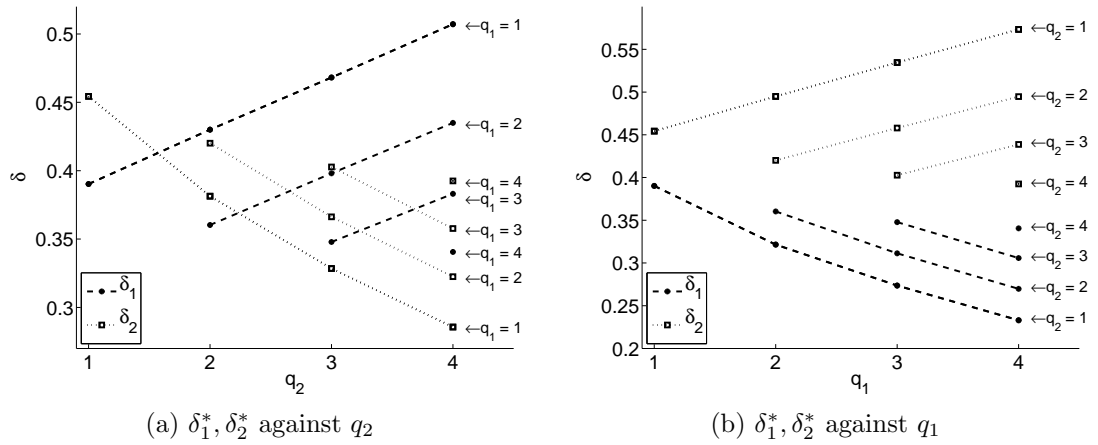 0.5
0.45
0.4
0.35
0.3
δ
1
2
3
4
q2
←q1 = 1
←q1 = 2
←q1 = 4
←q1 = 3
←q1 = 3
←q1 = 4
←q1 = 2
←q1 = 1
δ1
δ2
(a) δ1*, δ2* against q2
0.55
0.5
0.45
0.4
0.35
0.3
0.25
0.2
δ
1
2
3
4
q1
←q2 = 1
←q2 = 2
←q2 = 3
←q2 = 4
←q2 = 4
←q2 = 3
←q2 = 2
←q2 = 1
δ1
δ2
(b) δ1*, δ2* against q1